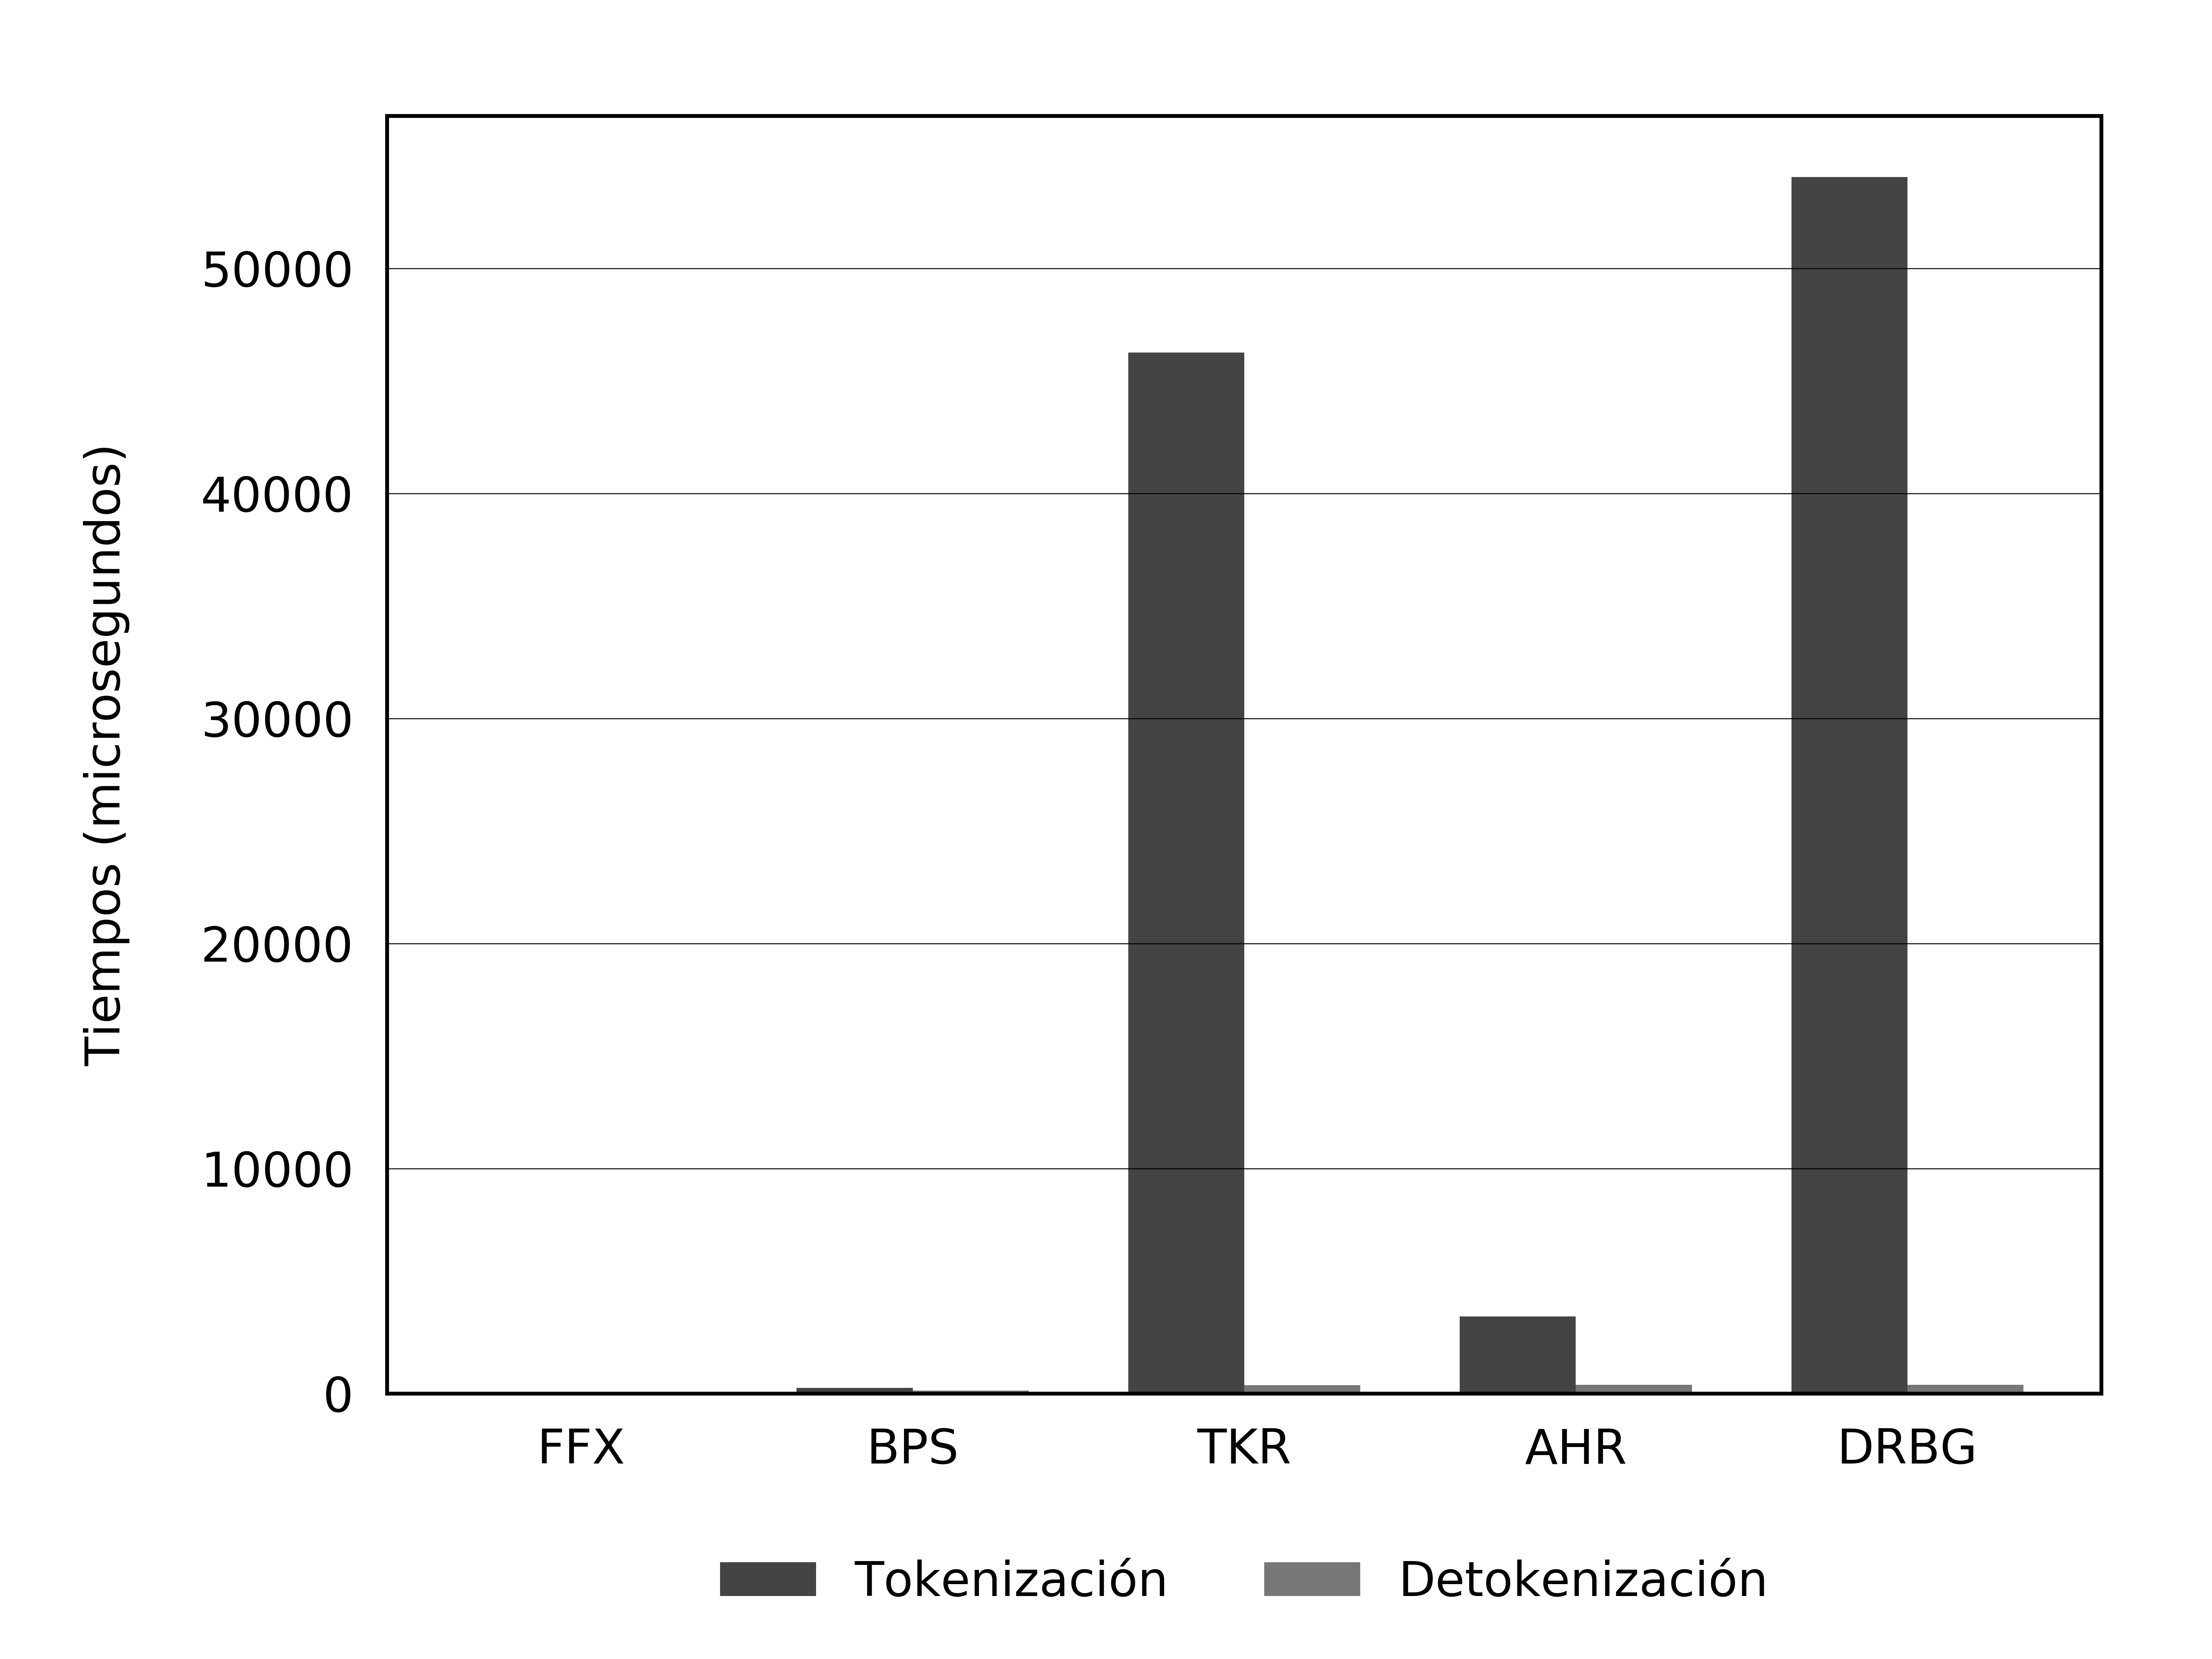 Tiempos (microsegundos)
50000
40000
30000
20000
10000
0
FFX BPS TKR AHR DRBG
Tokenización Detokenización